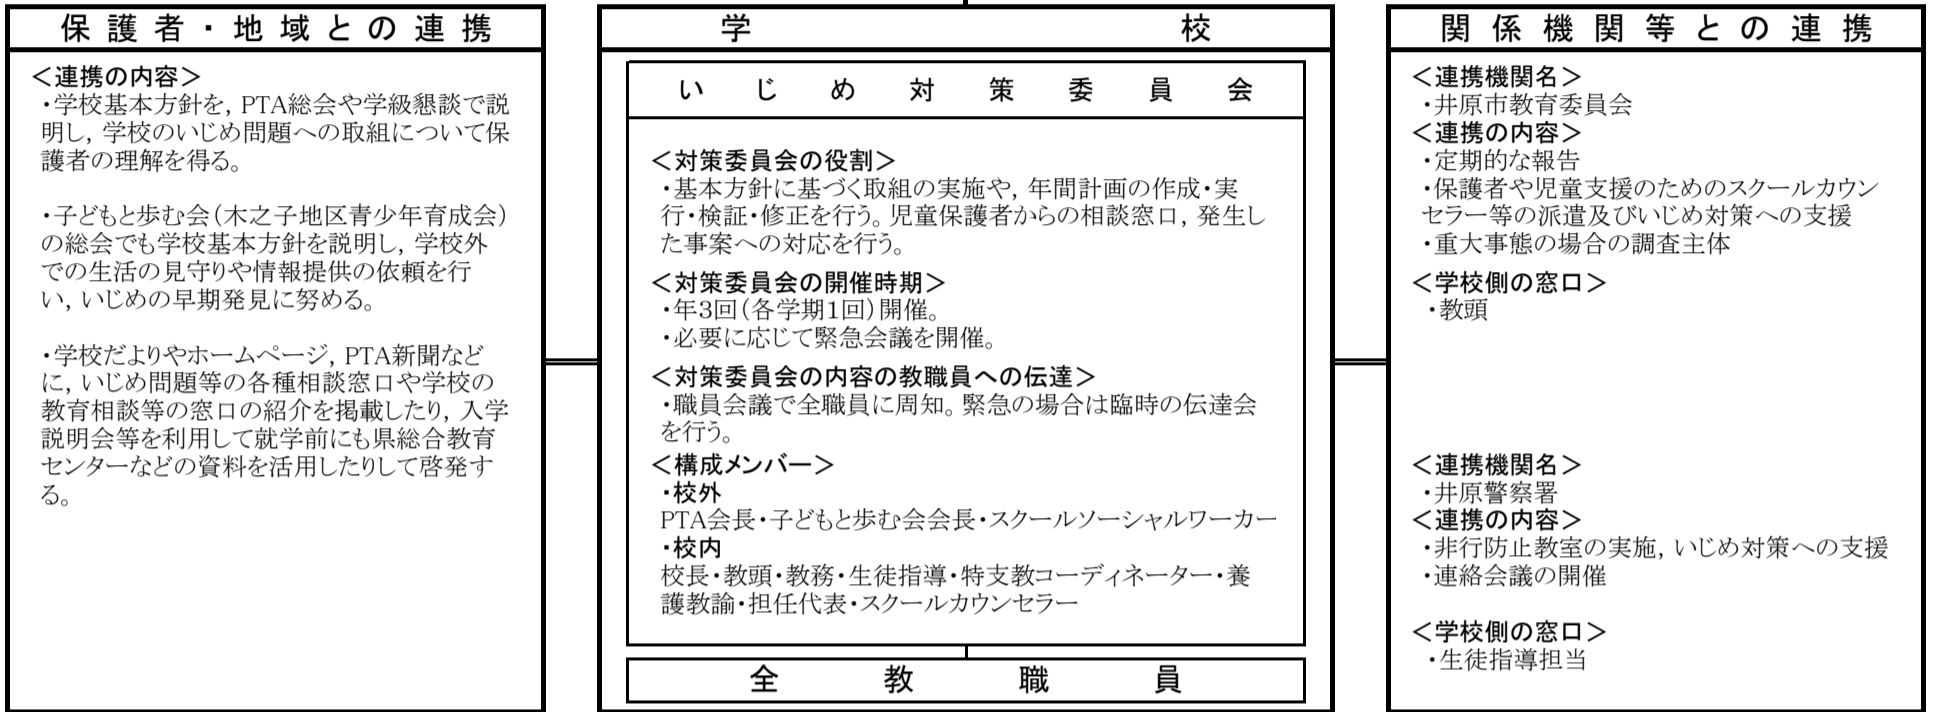 保護者・地域との連携
＜連携の内容＞
・学校基本方針を，PTA総会や学級懇談で説
明し，学校のいじめ問題への取組について保
護者の理解を得る。
・子どもと歩む会（木之子地区青少年育成会）
の総会でも学校基本方針を説明し，学校外
での生活の見守りや情報提供の依頼を行
い，いじめの早期発見に努める。
・学校だよりやホームページ，PTA新聞など
に，いじめ問題等の各種相談窓口や学校の
教育相談等の窓口の紹介を掲載したり，入学
説明会等を利用して就学前にも県総合教育
センターなどの資料を活用したりして啓発す
る。
学校
いじめ対策委員会
＜対策委員会の役割＞
・基本方針に基づく取組の実施や，年間計画の作成・実
行・検証・修正を行う。児童保護者からの相談窓口，発生し
た事案への対応を行う。
＜対策委員会の開催時期＞
・年3回（各学期1回）開催。
・必要に応じて緊急会議を開催。
＜対策委員会の内容の教職員への伝達＞
・職員会議で全職員に周知。緊急の場合は臨時の伝達会
を行う。
＜構成メンバー＞
・校外
PTA会長・子どもと歩む会会長・スクールソーシャルワーカー
・校内
校長・教頭・教務・生徒指導・特支教コーディネーター・養
護教諭・担任代表・スクールカウンセラー
全教職員
関係機関等との連携
＜連携機関名＞
・井原市教育委員会
＜連携の内容＞
・定期的な報告
・保護者や児童支援のためのスクールカウン
セラー等の派遣及びいじめ対策への支援
・重大事態の場合の調査主体
＜学校側の窓口＞
・教頭
＜連携機関名＞
・井原警察署
＜連携の内容＞
・非行防止教室の実施，いじめ対策への支援
・連絡会議の開催
＜学校側の窓口＞
・生徒指導担当